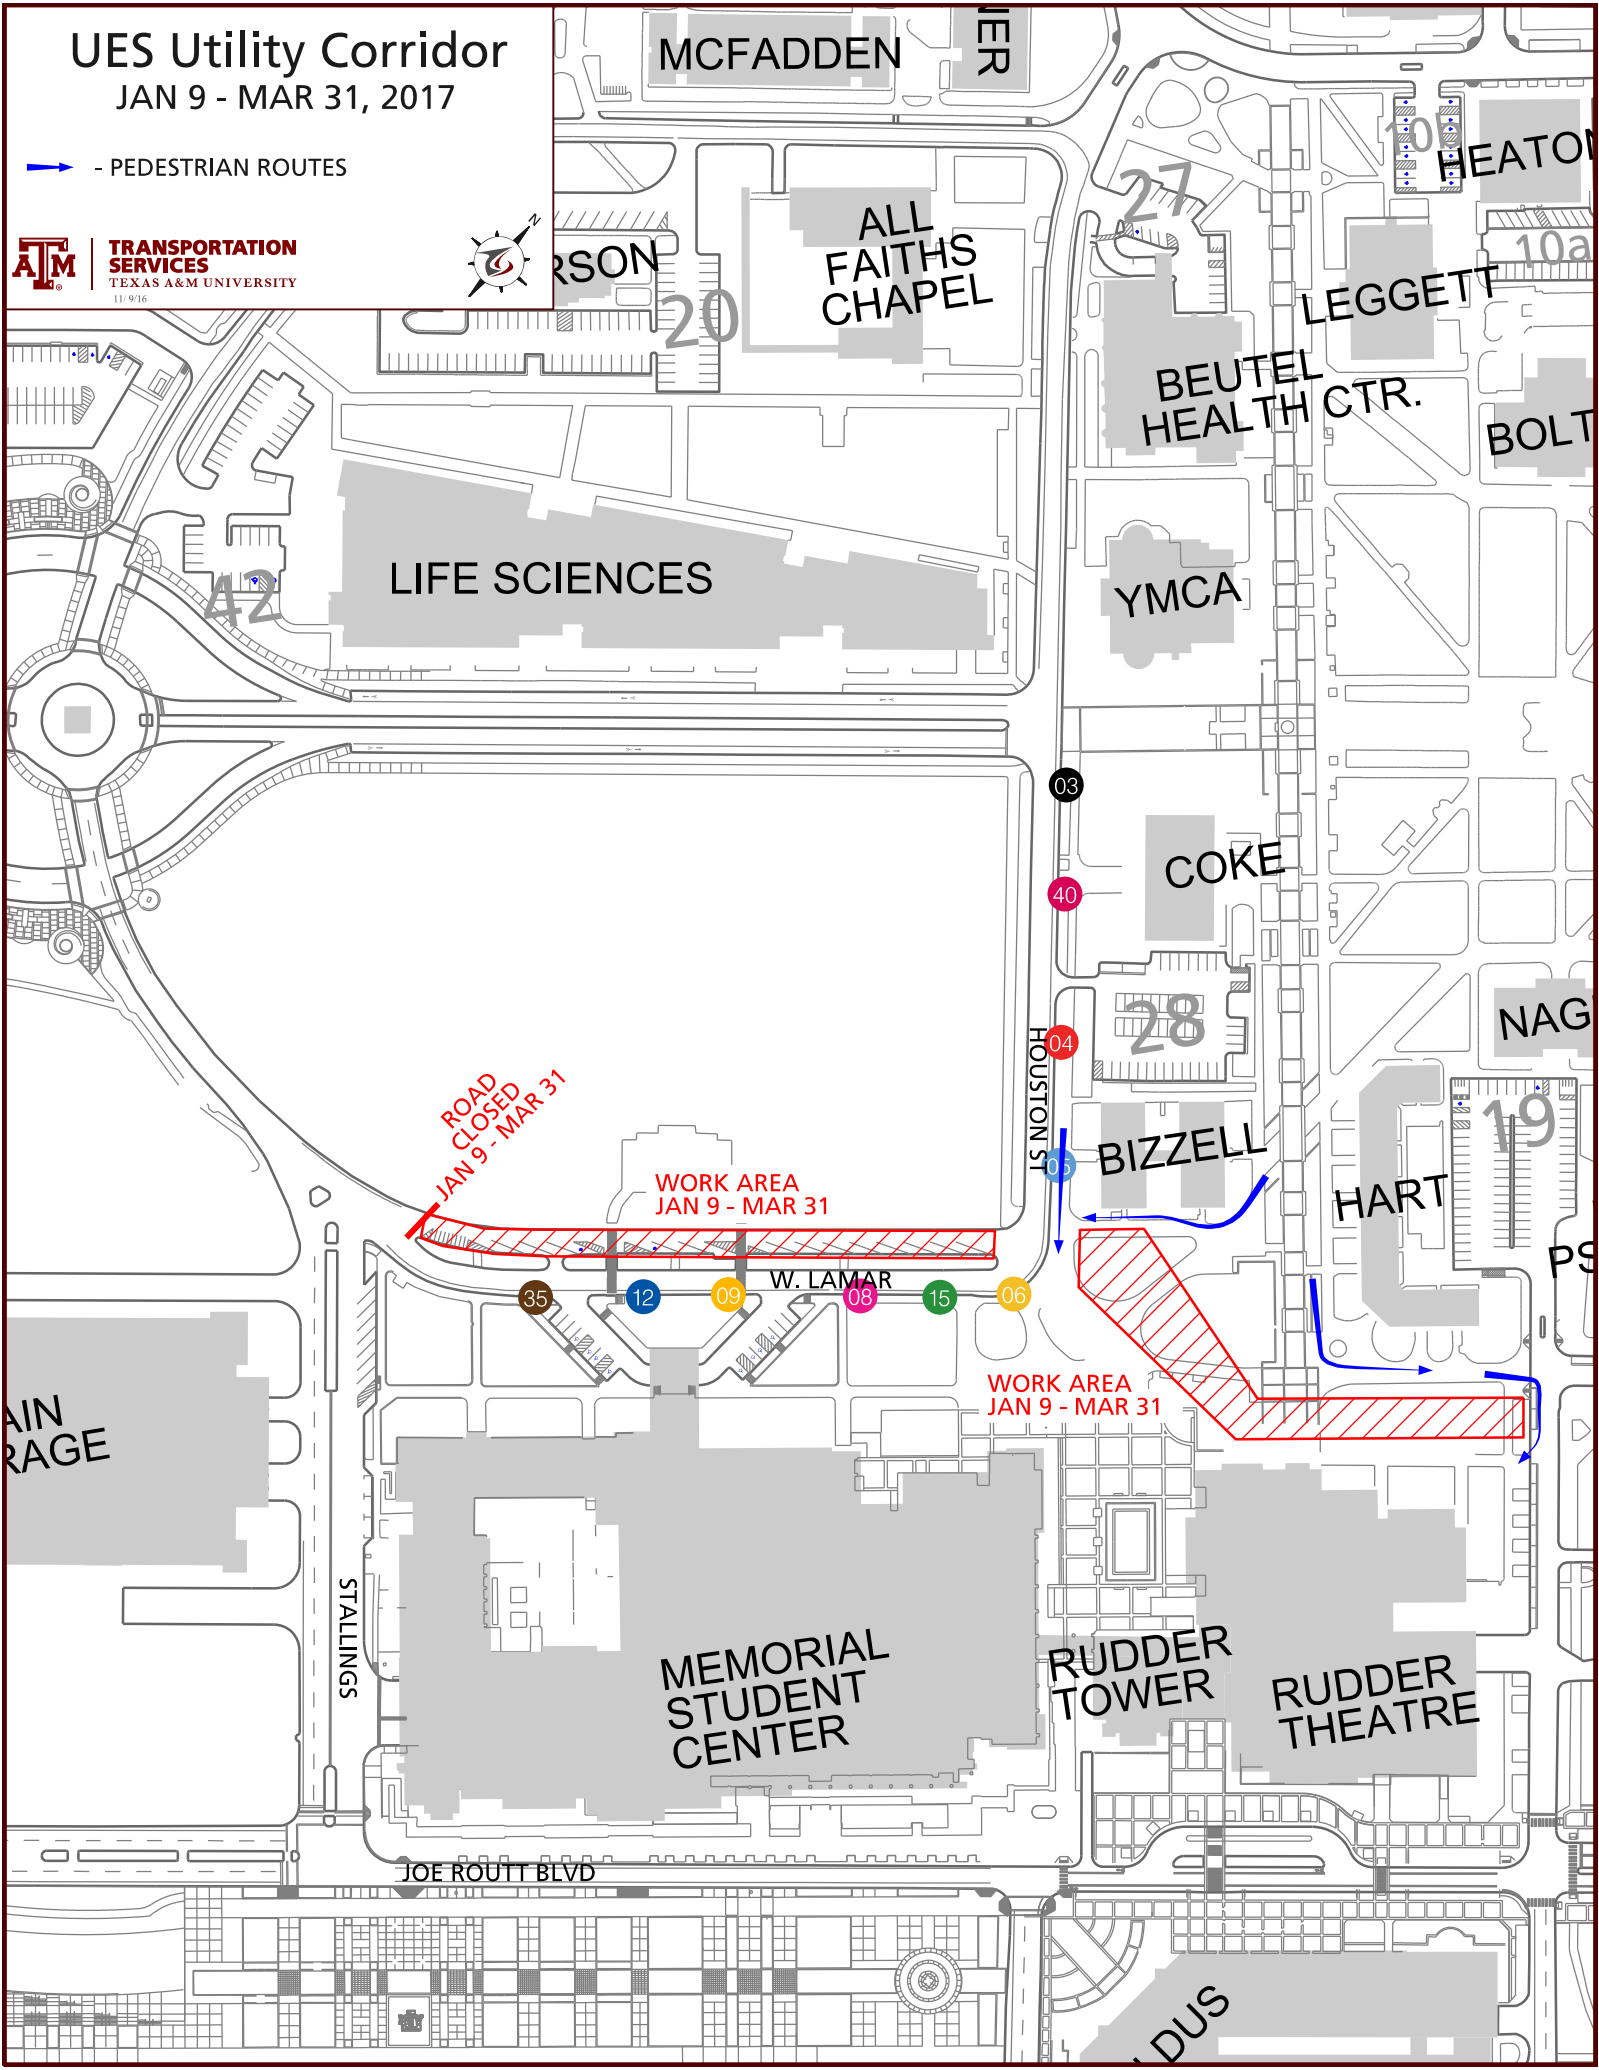 UES Utility Corridor
JAN 9 - MAR 31, 2017
- PEDESTRIAN ROUTES
ATM
®
TRANSPORTATION
SERVICES
TEXAS A&M UNIVERSITY
11/ 9/16
N
MCFADDEN
NER
27
10b
HEATON
10a
RSON
20
ALL
FAITHS
CHAPEL
LEGGETT
BEUTEL
HEALTH CTR.
BOLT
LIFE SCIENCES
42
YMCA
03
COKE
40
28
NAG
HOUSTON ST
04
ROAD
CLOSED
JAN 9 - MAR 31
19
BIZZELL
05
HART
WORK AREA
JAN 9 - MAR 31
PS
W. LAMAR
35
12
09
08
15
06
WORK AREA
JAN 9 - MAR 31
AIN
RAGE
STALLINGS
MEMORIAL
STUDENT
CENTER
RUDDER
TOWER
RUDDER
THEATRE
JOE ROUTT BLVD
LDUS